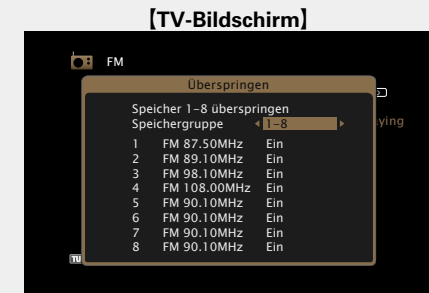 【TV-Bildschirm】
FM
Überspringen
Speicher 1–8 überspringen
Speichergruppe 1–8
ying
1 FM 87.50MHz Ein
2 FM 89.10MHz Ein
3 FM 98.10MHz Ein
4 FM 108.00MHz Ein
5 FM 90.10MHz Ein
6 FM 90.10MHz Ein
7 FM 90.10MHz Ein
8 FM 90.10MHz Ein
TU